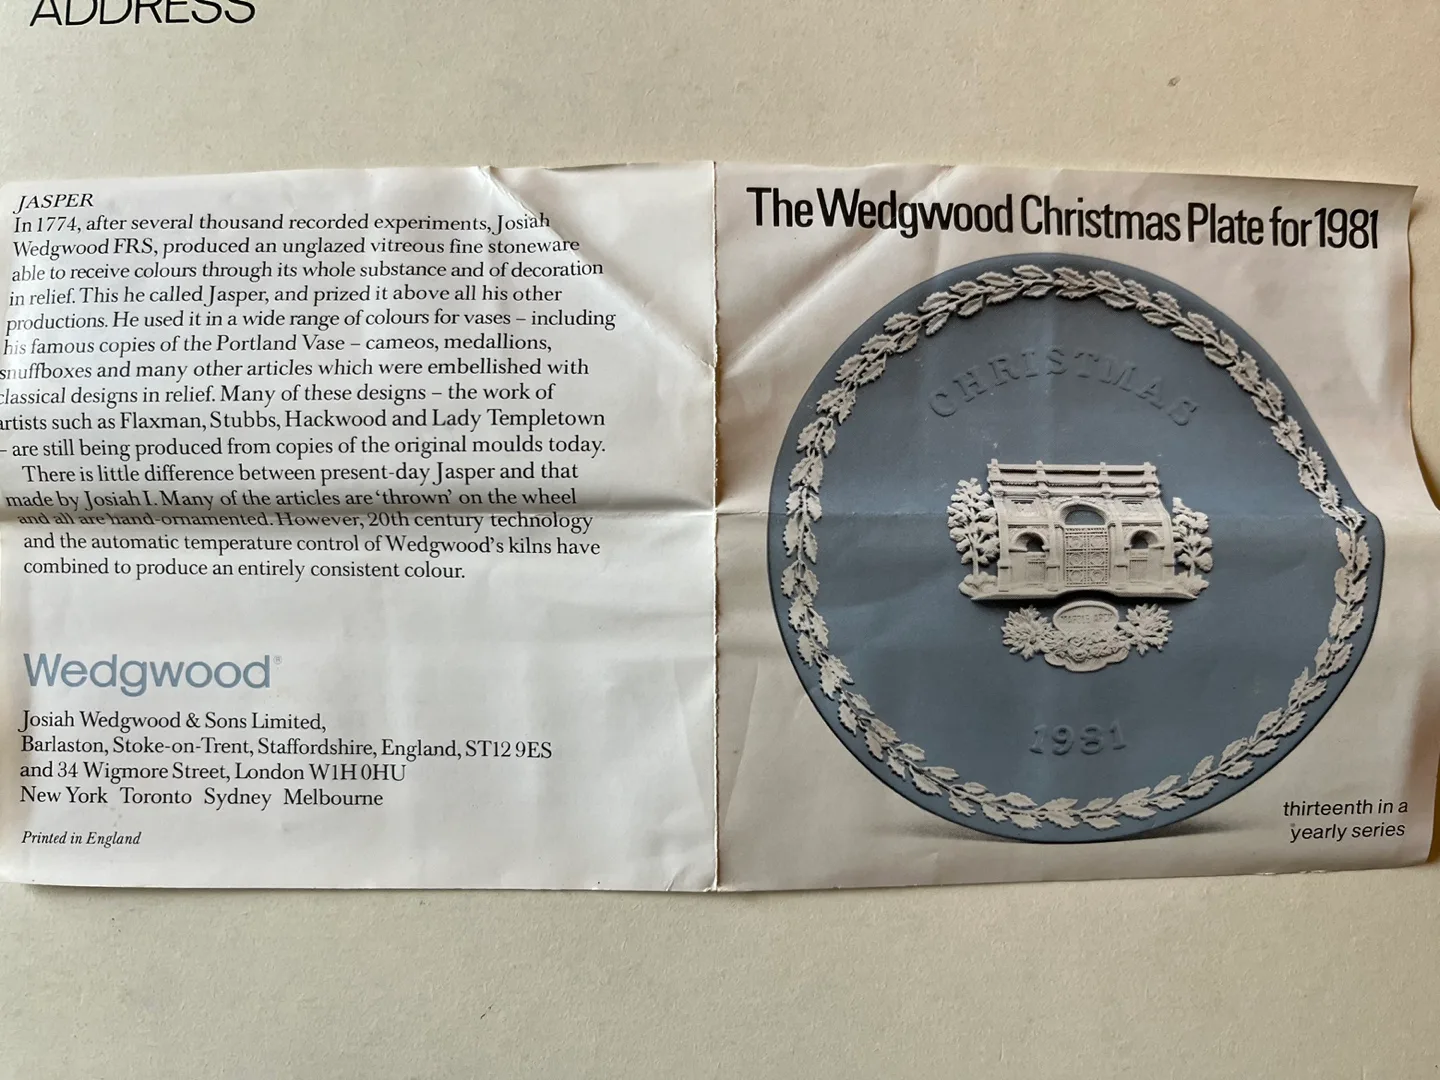 ADDRESS
JASPER
In 1774, after several thousand recorded experiments, Josiah
Wedgwood FRS, produced an unglazed vitreous fine stoneware
able to receive colours through its whole substance and of decoration
in relief. This he called Jasper, and prized it above all his other
productions. He used it in a wide range of colours for vases – including
his famous copies of the Portland Vase – cameos, medallions,
snuffboxes and many other articles which were embellished with
classical designs in relief. Many of these designs – the work of
artists such as Flaxman, Stubbs, Hackwood and Lady Templetown
– are still being produced from copies of the original moulds today.
There is little difference between present-day Jasper and that
made by Josiah I. Many of the articles are ‘thrown’ on the wheel
and all are hand-ornamented. However, 20th century technology
and the automatic temperature control of Wedgwood’s kilns have
combined to produce an entirely consistent colour.
Wedgwood®
Josiah Wedgwood & Sons Limited,
Barlaston, Stoke-on-Trent, Staffordshire, England, ST12 9ES
and 34 Wigmore Street, London W1H 0HU
New York Toronto Sydney Melbourne
Printed in England
The Wedgwood Christmas Plate for 1981
CHRISTMAS
MARBLE ARCH
1981
thirteenth in a
yearly series